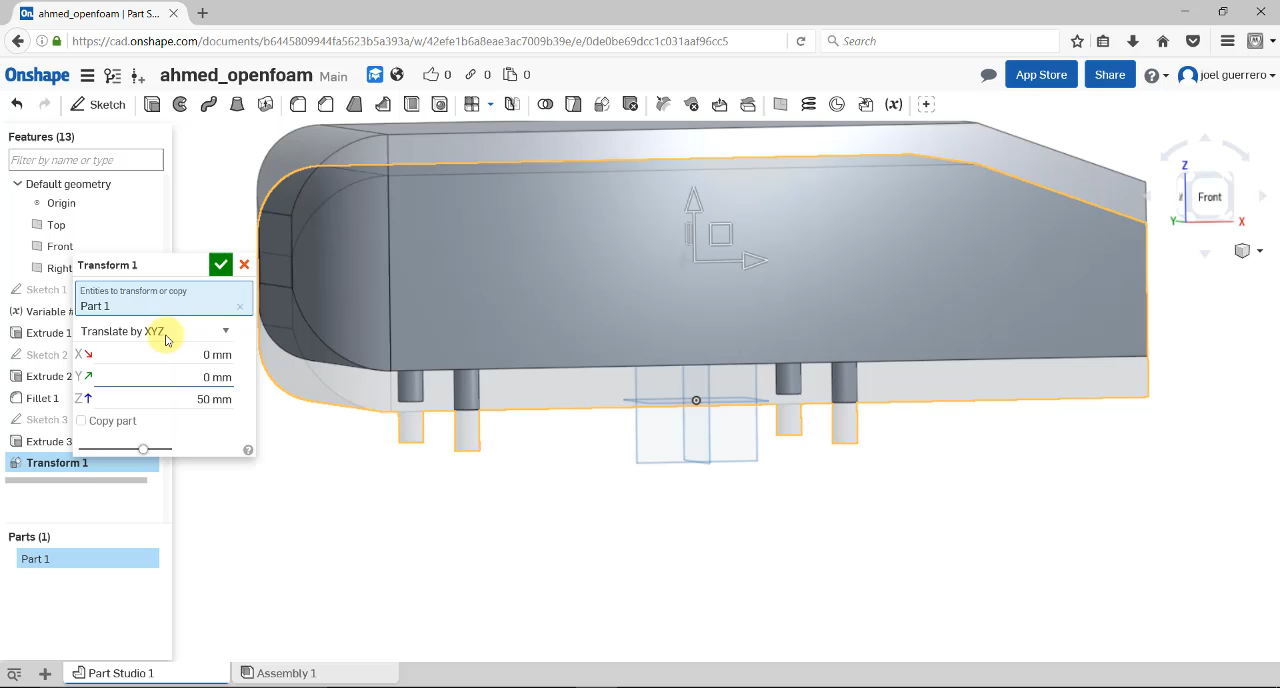 ahmed_openfoam | Part S...
https://cad.onshape.com/documents/b6445809944fa5623b5a393a/w/42efe1b6a8eae3ac7009b39e/e/0de0be69dcc1c031aaf96cc5
Search
Onshape
ahmed_openfoam Main
0
0
0
App Store
Share
joel guerrero
Sketch
(x)
Features (13)
Filter by name or type
Default geometry
Origin
Top
Front
Right
Sketch 1
(x) Variable #
Extrude 1
Sketch 2
Extrude 2
Fillet 1
Sketch 3
Extrude 3
Transform 1
Transform 1
Entities to transform or copy
Part 1
Translate by XYZ
X 0 mm
Y 0 mm
Z 50 mm
Copy part
Parts (1)
Part 1
Z
Front
Y
X
Part Studio 1
Assembly 1